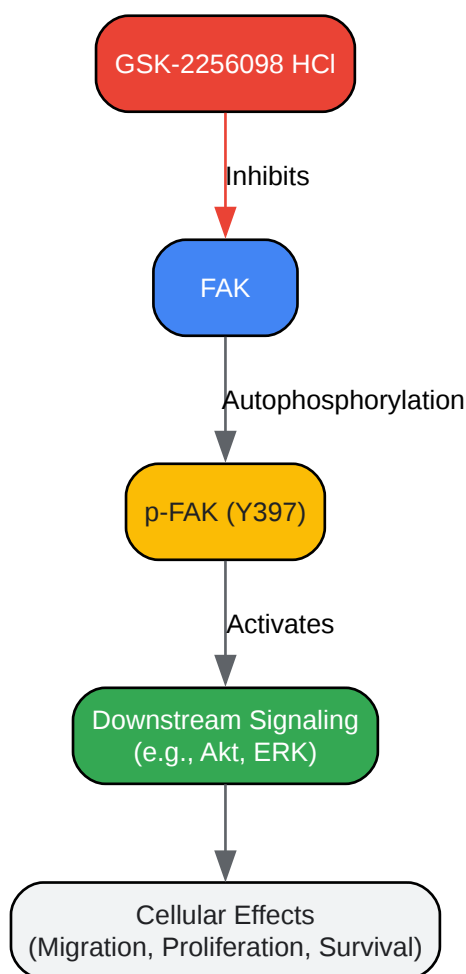 GSK-2256098 HCl
Inhibits
FAK
Autophosphorylation
p-FAK (Y397)
Activates
Downstream Signaling
(e.g., Akt, ERK)
Cellular Effects
(Migration, Proliferation, Survival)